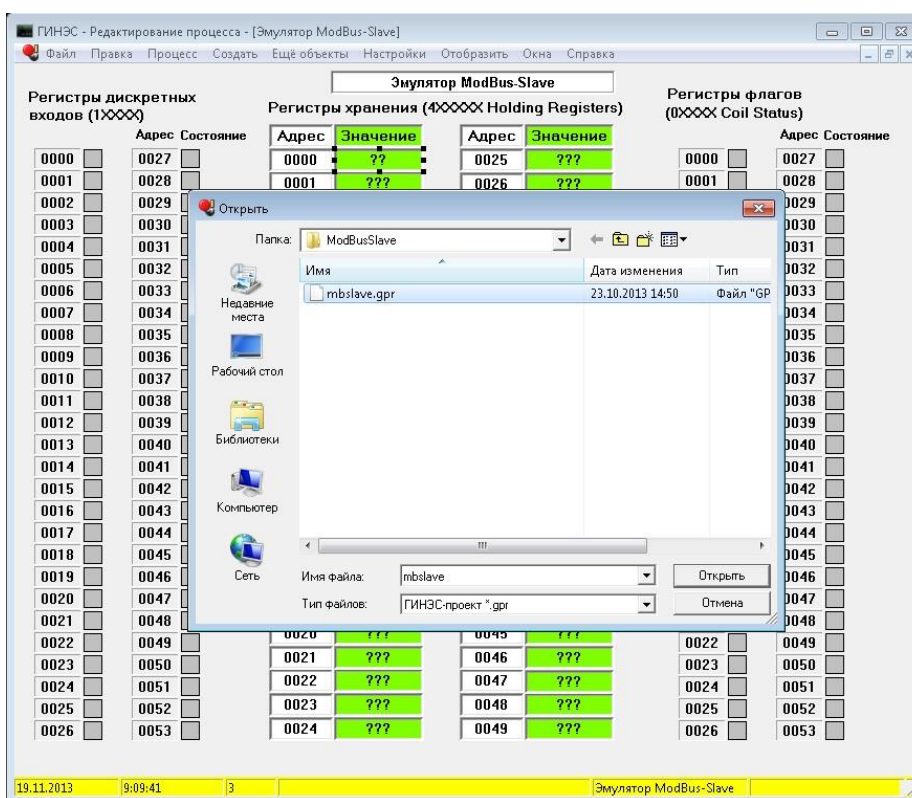 ГИНЭС - Редактирование процесса - [Эмулятор ModBus-Slave]
Файл Правка Процесс Создать Ещё объекты Настройки Отобразить Окна Справка
Эмулятор ModBus-Slave
Регистры дискретных
входов (1XXXX)
Регистры хранения (4XXXXX Holding Registers)
Регистры флагов
(0XXXX Coil Status)
Адрес Состояние
Адрес Значение
Адрес Значение
Адрес Состояние
0000 0027 0000 ?? 0025 ??? 0000 0027
0001 0028 0001 ??? 0026 ??? 0001 0028
0002 0029 0029
0003 0030 0030
0004 0031 0031
0005 0032 0032
0006 0033 0033
0007 0034 0034
0008 0035 0035
0009 0036 0036
0010 0037 0037
0011 0038 0038
0012 0039 0039
0013 0040 0040
0014 0041 0041
0015 0042 0042
0016 0043 0043
0017 0044 0044
0018 0045 0045
0019 0046 0046
0020 0047 0047
0021 0048 0048
0022 0049 0020 ??? 0045 ??? 0022 0049
0023 0050 0021 ??? 0046 ??? 0023 0050
0024 0051 0022 ??? 0047 ??? 0024 0051
0025 0052 0023 ??? 0048 ??? 0025 0052
0026 0053 0024 ??? 0049 ??? 0026 0053
Открыть
Папка: ModBusSlave
Имя Дата изменения Тип
mbslave.gpr 23.10.2013 14:50 Файл "GP
Недавние
места
Рабочий стол
Библиотеки
Компьютер
Сеть
Имя файла: mbslave Открыть
Тип файлов: ГИНЭС-проект *.gpr Отмена
19.11.2013 9:09:41 3 Эмулятор ModBus-Slave